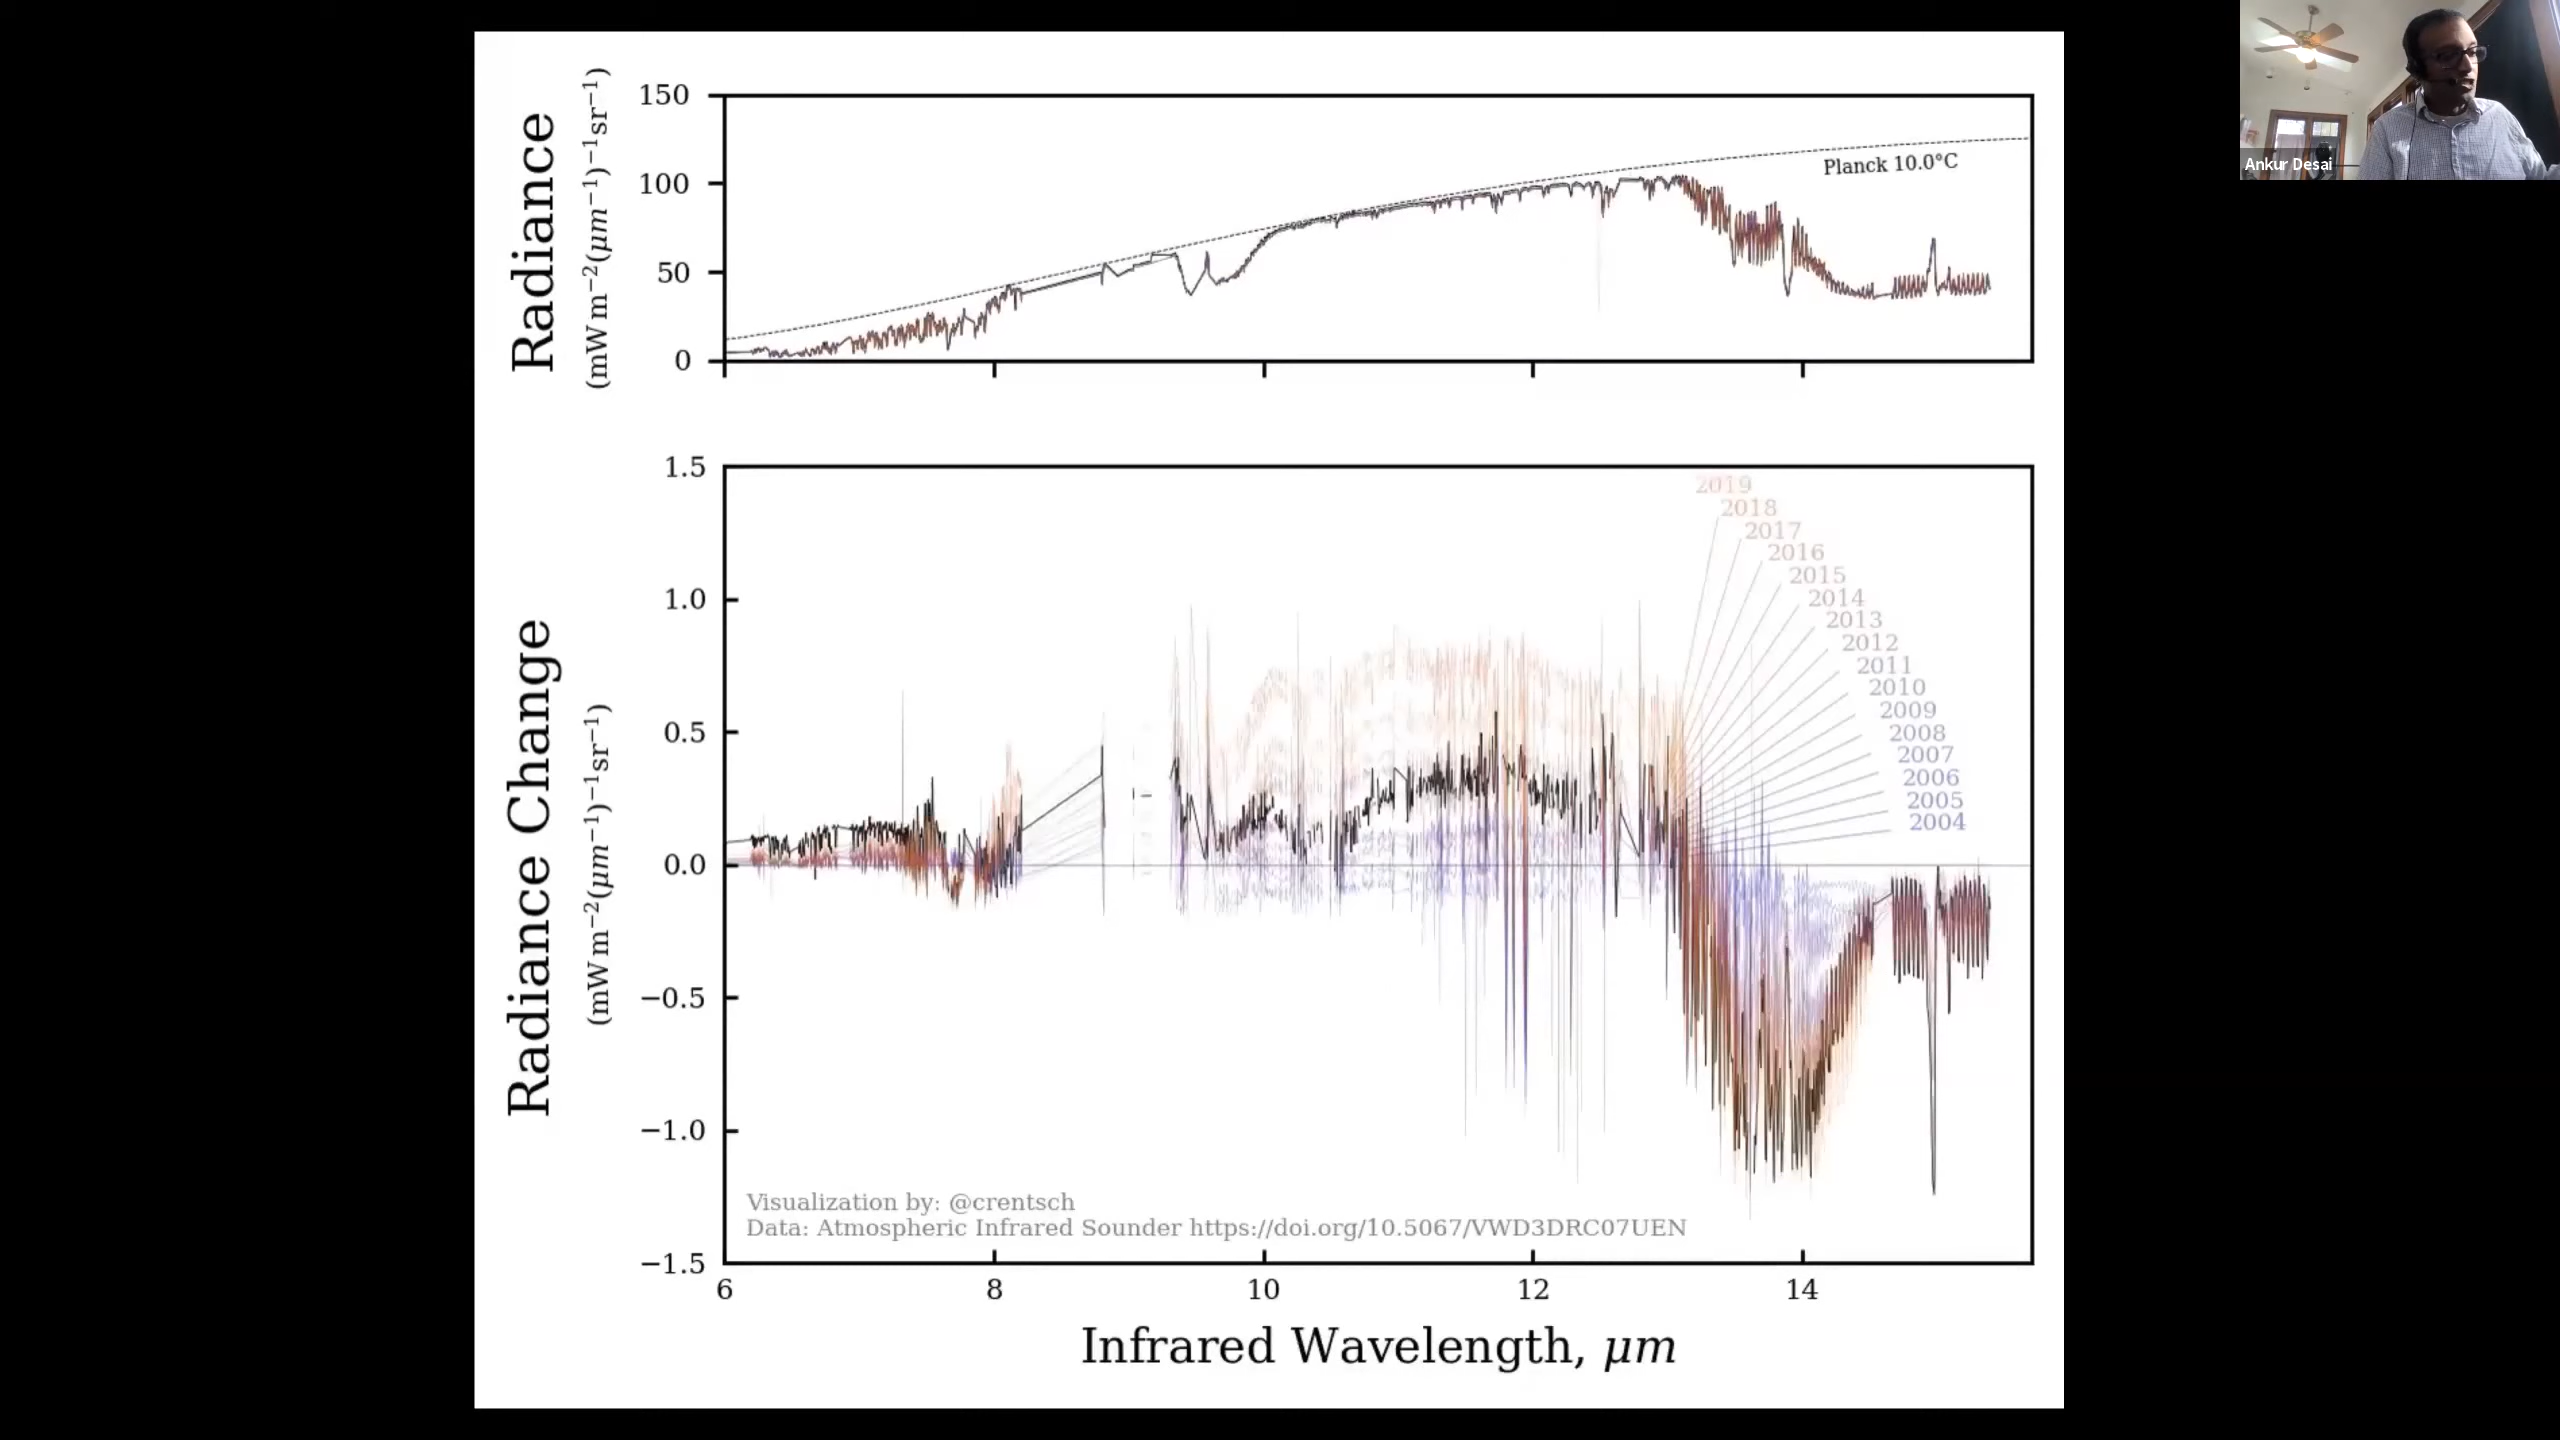 Radiance
(mW m−2(μm−1)−1sr−1)
150
100
50
0
Planck 10.0°C
Ankur Desai
Radiance Change
(mW m−2(μm−1)−1sr−1)
1.5
1.0
0.5
0.0
−0.5
−1.0
−1.5
2019
2018
2017
2016
2015
2014
2013
2012
2011
2010
2009
2008
2007
2006
2005
2004
Visualization by: @crentsch
Data: Atmospheric Infrared Sounder https://doi.org/10.5067/VWD3DRC07UEN
6 8 10 12 14
Infrared Wavelength, μm